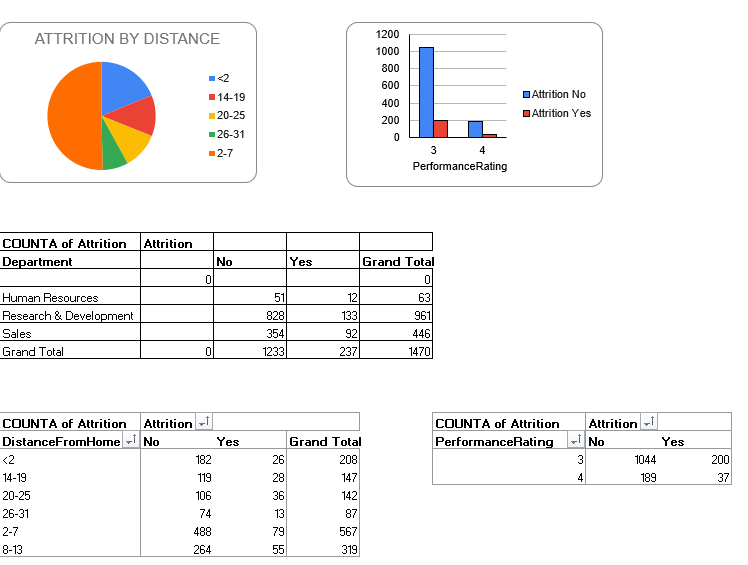 ATTRITION BY DISTANCE
<2
14-19
20-25
26-31
2-7
1200
1000
800
600
400
200
0
3 4
PerformanceRating
Attrition No
Attrition Yes
COUNTA of Attrition Attrition
Department No Yes Grand Total
0 0
Human Resources 51 12 63
Research & Development 828 133 961
Sales 354 92 446
Grand Total 0 1233 237 1470
COUNTA of Attrition Attrition
DistanceFromHome No Yes Grand Total
<2 182 26 208
14-19 119 28 147
20-25 106 36 142
26-31 74 13 87
2-7 488 79 567
8-13 264 55 319
COUNTA of Attrition Attrition
PerformanceRating No Yes
3 1044 200
4 189 37